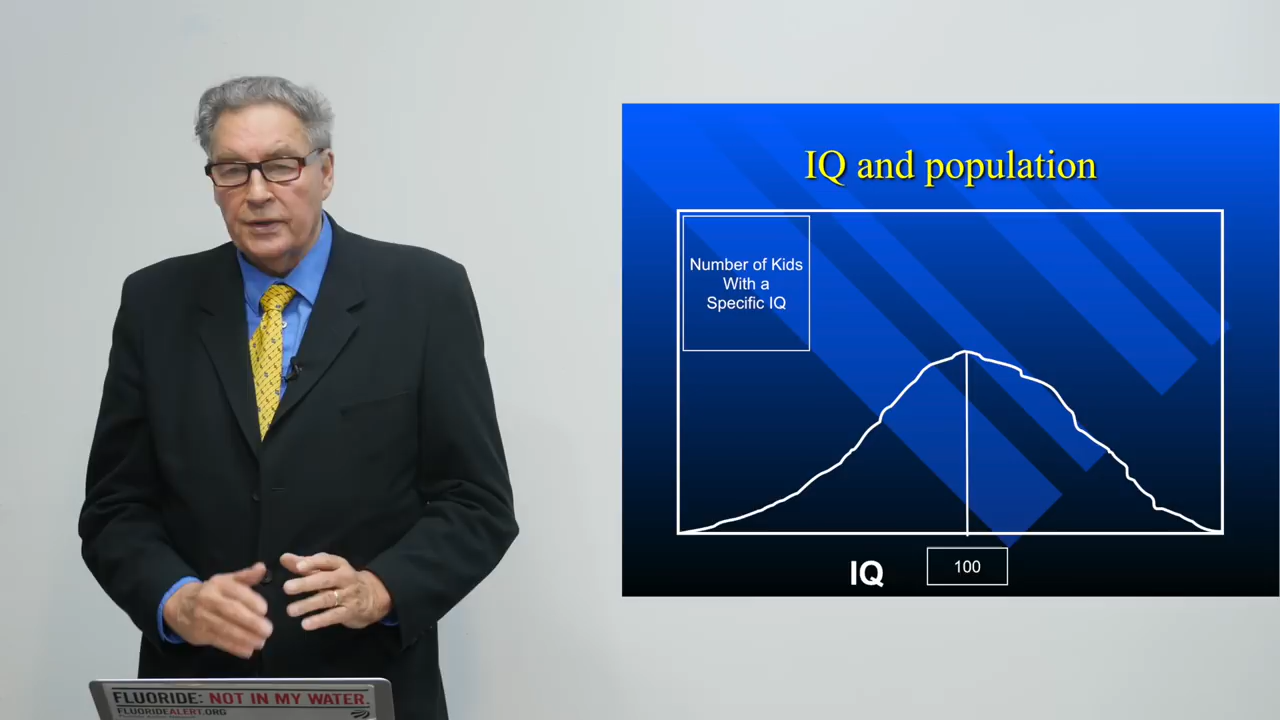 IQ and population
Number of Kids
With a
Specific IQ
IQ
100
FLUORIDE: NOT IN MY WATER.
FLUORIDEALERT.ORG